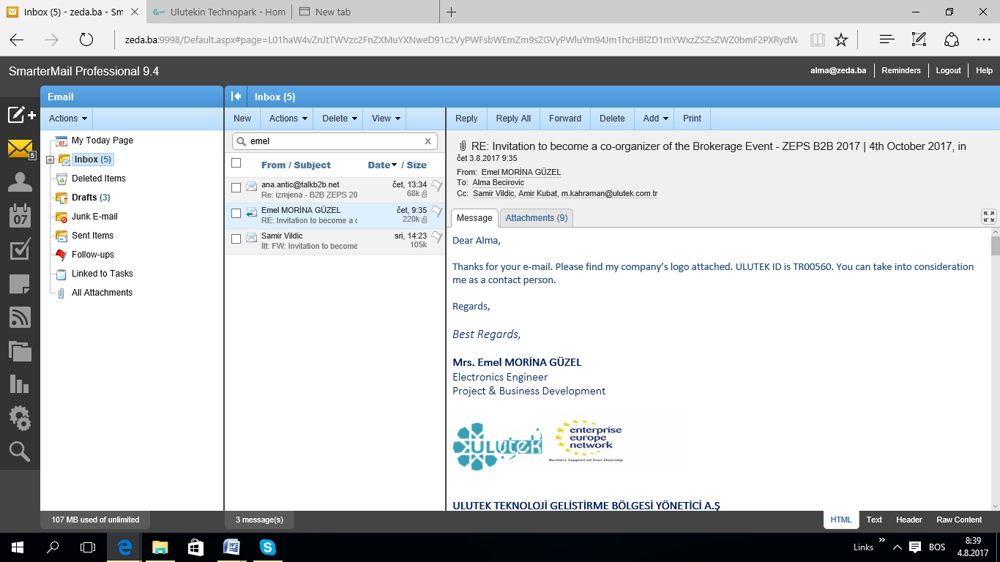 Inbox (5) - zeda.ba - Sm
Ulutekin Technopark - Hom
New tab
zeda.ba:9998/Default.aspx#page=
SmarterMail Professional 9.4
alma@zeda.ba
Reminders
Logout
Help
Email
Inbox (5)
Actions
New
Actions
Delete
View
Reply
Reply All
Forward
Delete
Add
Print
5
07
My Today Page
Inbox (5)
Deleted Items
Drafts (3)
Junk E-mail
Sent Items
Follow-ups
Linked to Tasks
All Attachments
emel
From / Subject
Date / Size
ana.antic@talkb2b.net čet, 13:34
Re: izmjena - B2B ZEPS 20 68k
Emel MORİNA GÜZEL čet, 9:35
RE: Invitation to become a c 220k
Samir Vildic sri, 14:23
Ilt: FW: Invitation to become 105k
RE: Invitation to become a co-organizer of the Brokerage Event - ZEPS B2B 2017 | 4th October 2017, in
čet 3.8.2017 9:35
From: Emel MORİNA GÜZEL
To: Alma Becirovic
Cc: Samir Vildic, Amir Kubat, m.kahraman@ulutek.com.tr
Message
Attachments (9)
Dear Alma,
Thanks for your e-mail. Please find my company’s logo attached. ULUTEK ID is TR00560. You can take into consideration
me as a contact person.
Regards,
Best Regards,
Mrs. Emel MORİNA GÜZEL
Electronics Engineer
Project & Business Development
ULUTEK
enterprise
europe
network
Business Support on Your Doorstep
ULUTEK TEKNOLOJİ GELİSTİRME BÖLGESİ YÖNETİCİ A.Ş
107 MB used of unlimited
3 message(s)
HTML
Text
Header
Raw Content
Links
BOS
8:39
4.8.2017